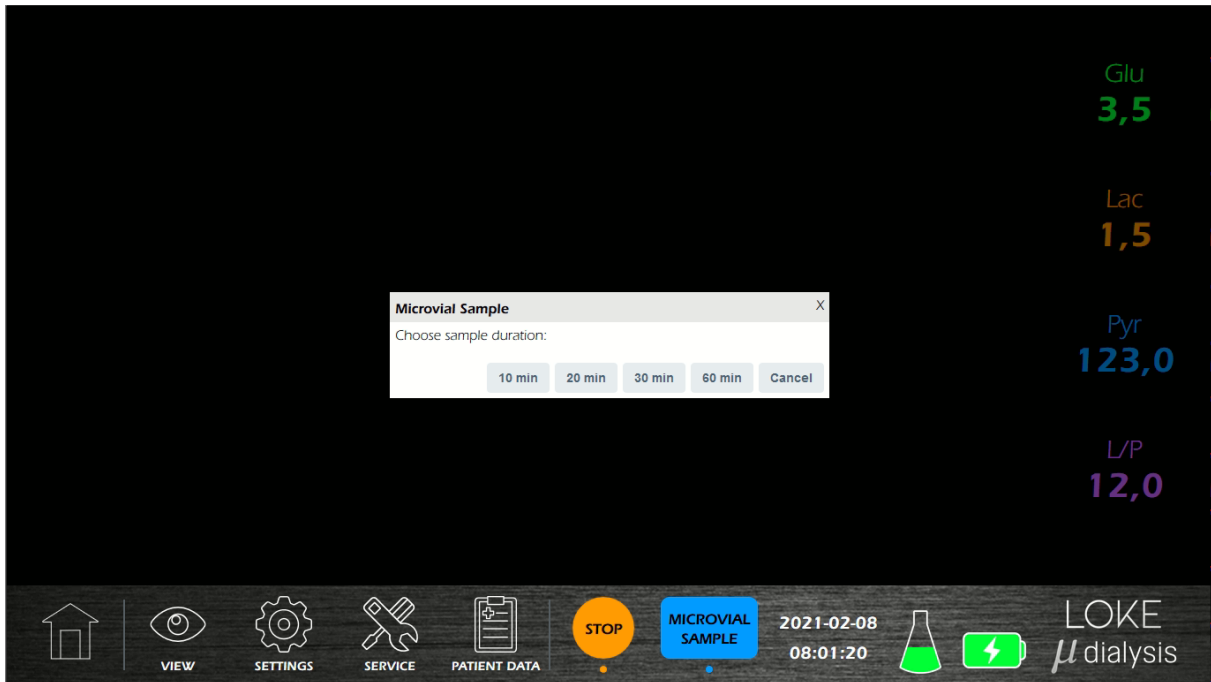 Glu
3,5
Lac
1,5
Pyr
123,0
L/P
12,0
Microvial Sample X
Choose sample duration:
10 min 20 min 30 min 60 min Cancel
VIEW SETTINGS SERVICE PATIENT DATA
STOP
MICROVIAL
SAMPLE
2021-02-08
08:01:20
LOKE
μ dialysis